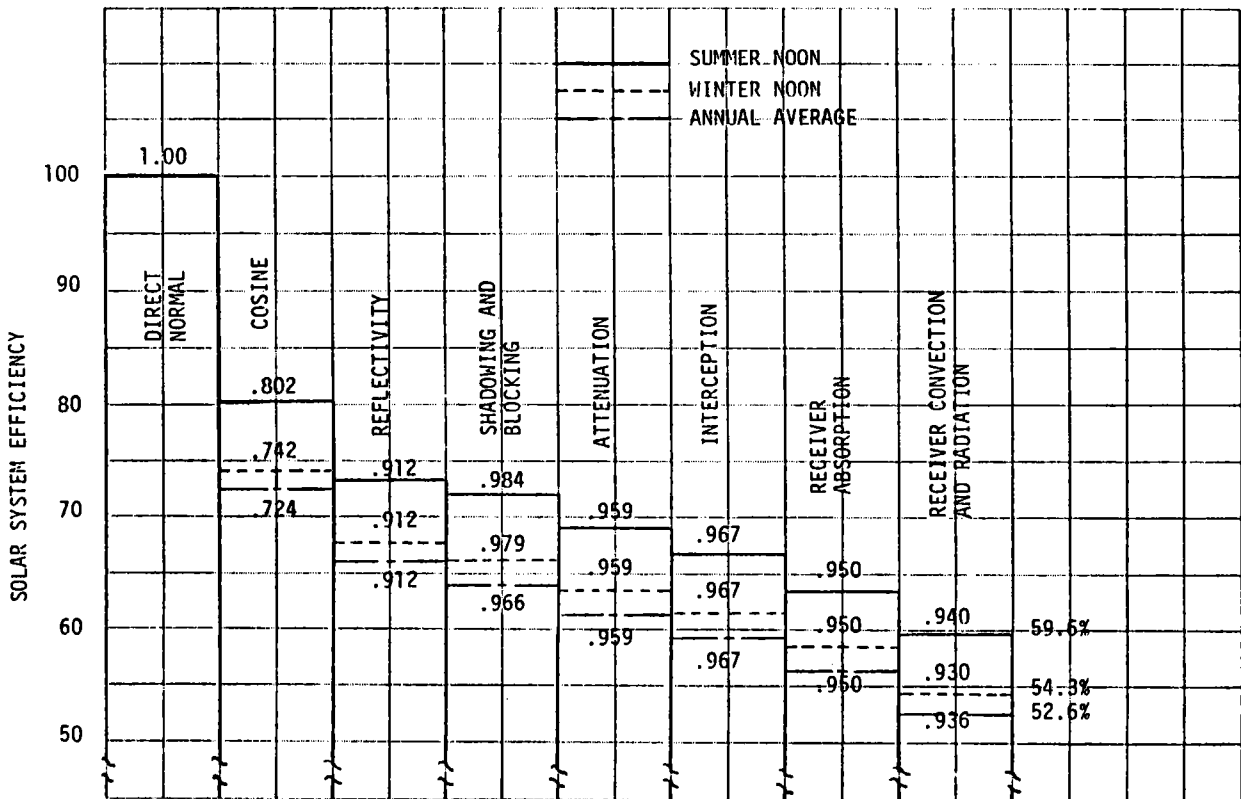 SUMMER NOON
WINTER NOON
ANNUAL AVERAGE
SOLAR SYSTEM EFFICIENCY
100
90
80
70
60
50
1.00
DIRECT
NORMAL
COSINE
.802
.742
.724
REFLECTIVITY
.912
.912
.912
SHADOWING AND
BLOCKING
.984
.979
.966
ATTENUATION
.959
.959
.959
INTERCEPTION
.967
.967
.967
RECEIVER
ABSORPTION
.950
.950
.950
RECEIVER CONVECTION
AND RADIATION
.940
.930
.936
59.6%
54.3%
52.6%